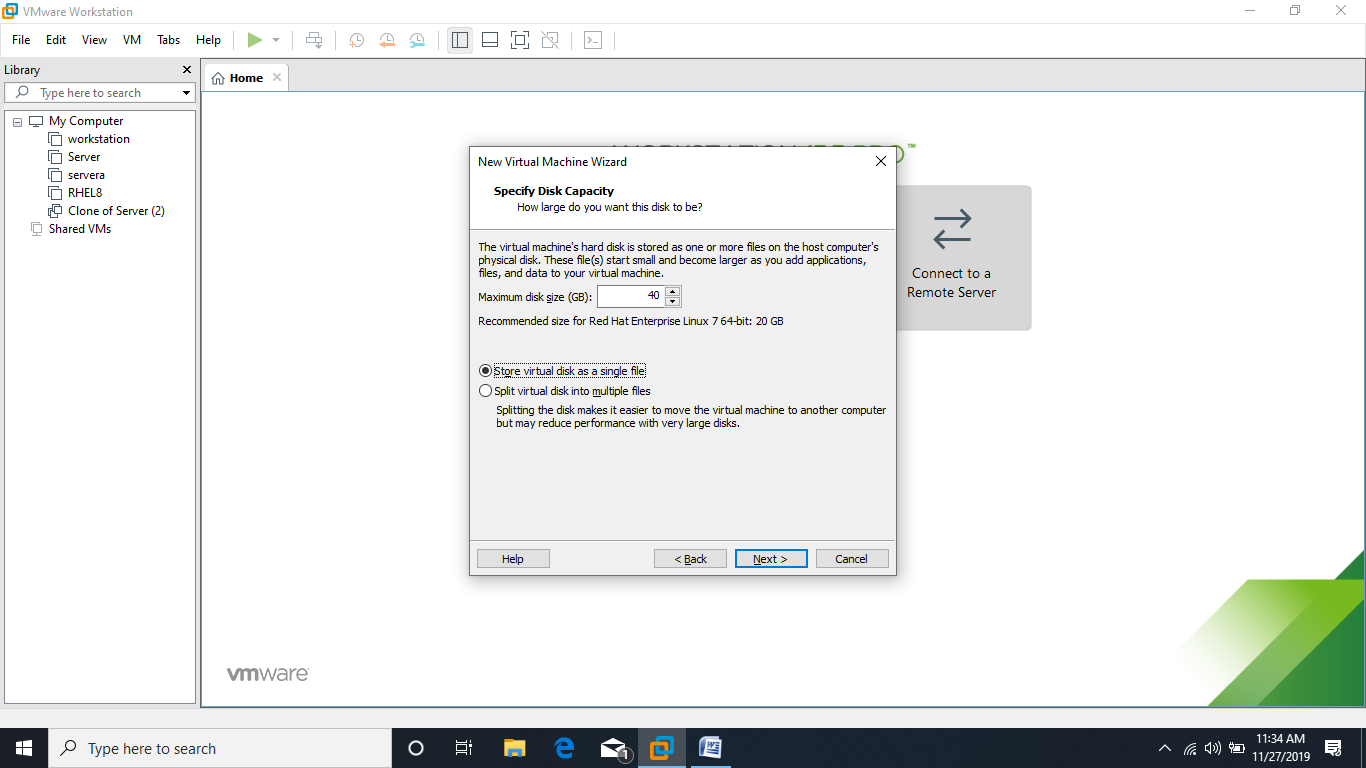 VMware Workstation
File Edit View VM Tabs Help
Library
Type here to search
My Computer
workstation
Server
servera
RHEL8
Clone of Server (2)
Shared VMs
Home
™
Connect to a
Remote Server
New Virtual Machine Wizard
Specify Disk Capacity
How large do you want this disk to be?
The virtual machine's hard disk is stored as one or more files on the host computer's
physical disk. These file(s) start small and become larger as you add applications,
files, and data to your virtual machine.
Maximum disk size (GB): 40
Recommended size for Red Hat Enterprise Linux 7 64-bit: 20 GB
Store virtual disk as a single file
Split virtual disk into multiple files
Splitting the disk makes it easier to move the virtual machine to another computer
but may reduce performance with very large disks.
Help < Back Next > Cancel
vmware
Type here to search
1
11:34 AM
11/27/2019